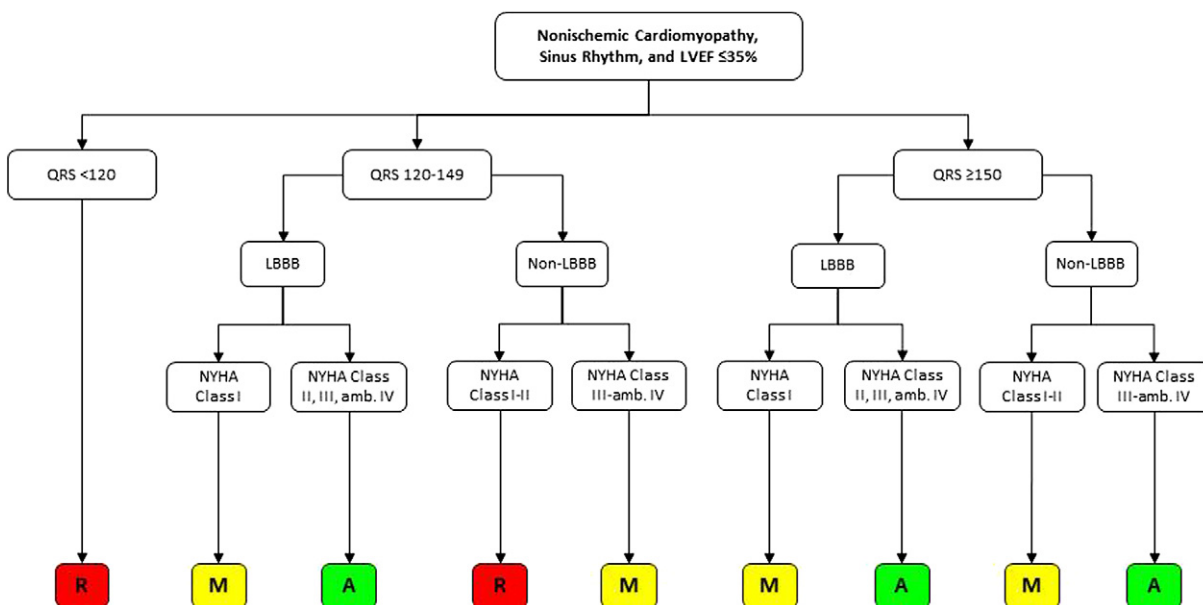 Nonischemic Cardiomyopathy,
Sinus Rhythm, and LVEF ≤35%
QRS <120
QRS 120-149
QRS ≥150
LBBB
Non-LBBB
LBBB
Non-LBBB
NYHA
Class I
NYHA Class
II, III, amb. IV
NYHA
Class I-II
NYHA Class
III-amb. IV
NYHA
Class I
NYHA Class
II, III, amb. IV
NYHA
Class I-II
NYHA Class
III-amb. IV
R
M
A
R
M
M
A
M
A